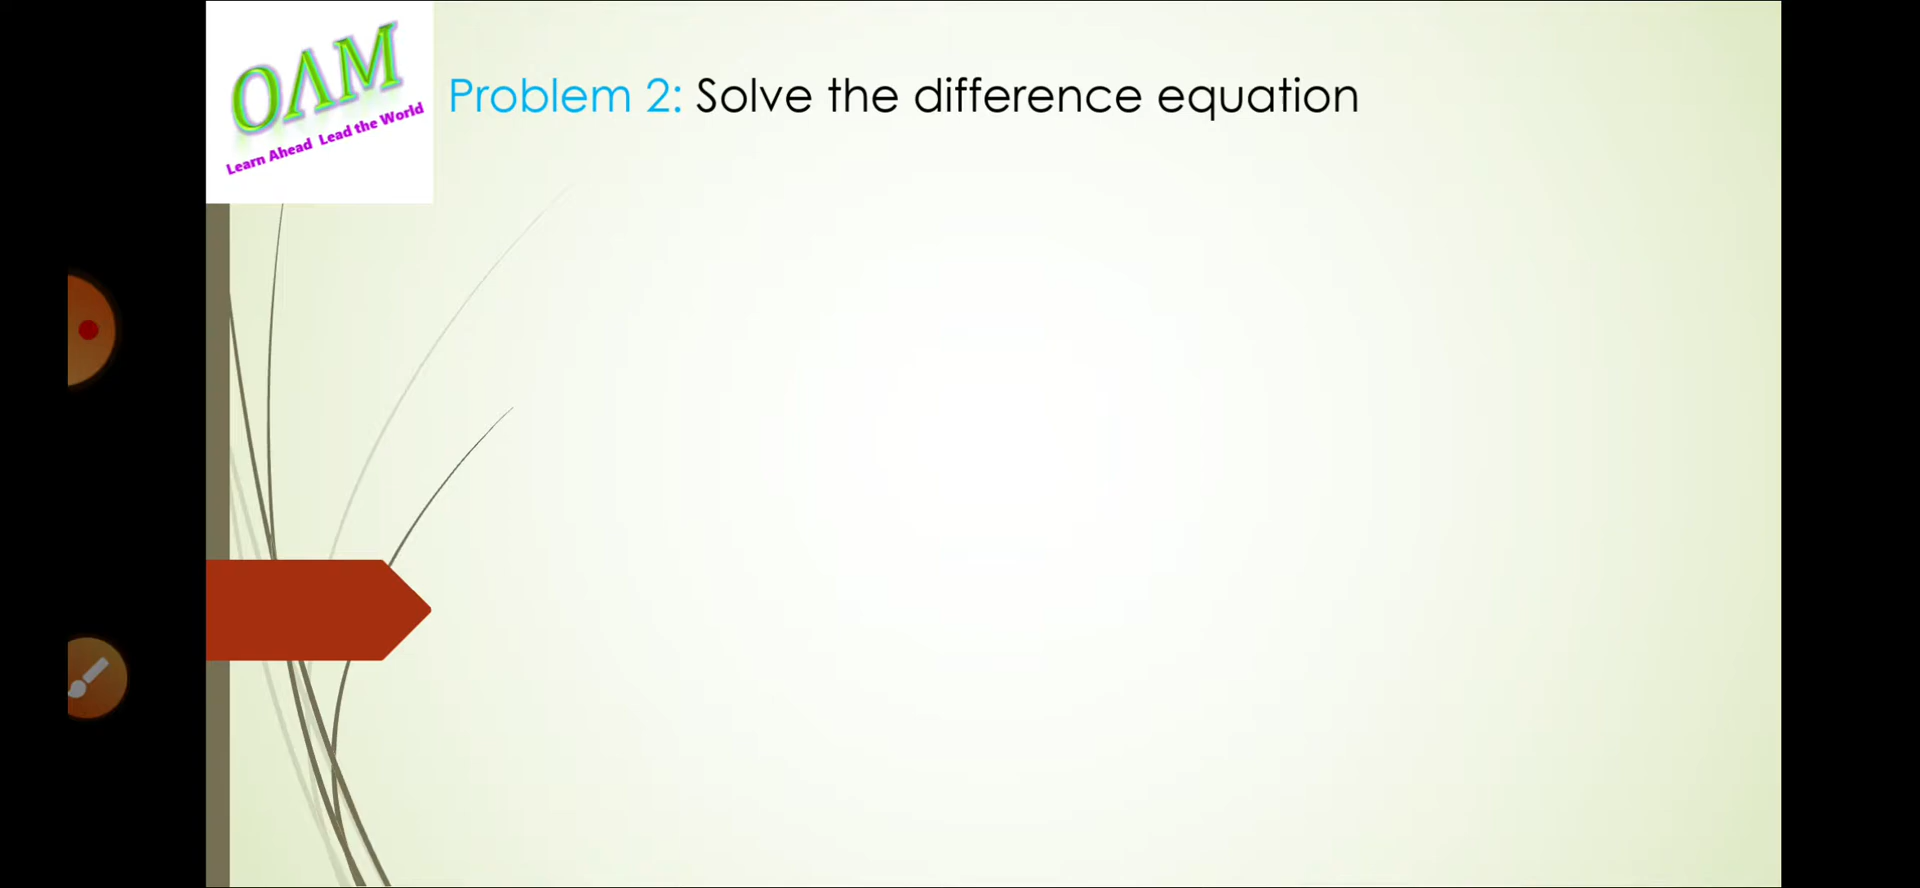 OΛM
Learn Ahead Lead the World
Problem 2: Solve the difference equation